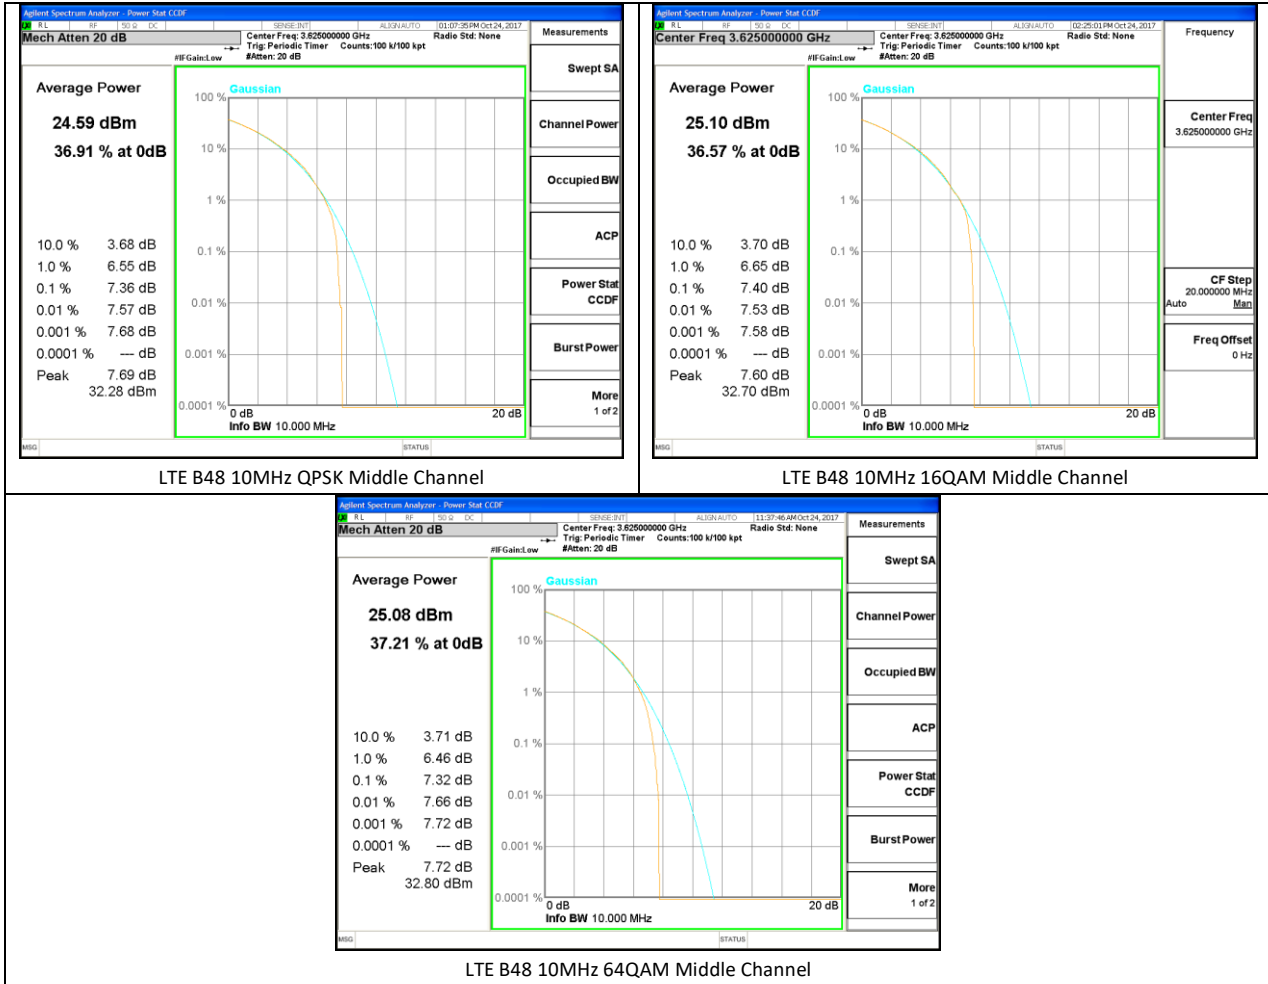 Agilent Spectrum Analyzer - Power Stat CCDF
RL RF 50 Ω DC SENSE:INT ALIGN AUTO 01:07:35 PM Oct 24, 2017
Mech Atten 20 dB
Center Freq: 3.625000000 GHz Radio Std: None
Trig: Periodic Timer Counts:100 k/100 kpt
#IFGain:Low #Atten: 20 dB
Measurements
Swept SA
Channel Power
Occupied BW
ACP
Power Stat
CCDF
Burst Power
More
1 of 2
Average Power
24.59 dBm
36.91 % at 0dB
10.0 % 3.68 dB
1.0 % 6.55 dB
0.1 % 7.36 dB
0.01 % 7.57 dB
0.001 % 7.68 dB
0.0001 % --- dB
Peak 7.69 dB
32.28 dBm
Gaussian
100 %
10 %
1 %
0.1 %
0.01 %
0.001 %
0.0001 %
0 dB 20 dB
Info BW 10.000 MHz
MSG STATUS
LTE B48 10MHz QPSK Middle Channel
Agilent Spectrum Analyzer - Power Stat CCDF
RL RF 50 Ω DC SENSE:INT ALIGN AUTO 02:25:01 PM Oct 24, 2017
Center Freq 3.625000000 GHz
Center Freq: 3.625000000 GHz Radio Std: None
Trig: Periodic Timer Counts:100 k/100 kpt
#IFGain:Low #Atten: 20 dB
Frequency
Center Freq
3.625000000 GHz
CF Step
20.000000 MHz
Auto Man
Freq Offset
0 Hz
Average Power
25.10 dBm
36.57 % at 0dB
10.0 % 3.70 dB
1.0 % 6.65 dB
0.1 % 7.40 dB
0.01 % 7.53 dB
0.001 % 7.58 dB
0.0001 % --- dB
Peak 7.60 dB
32.70 dBm
Gaussian
100 %
10 %
1 %
0.1 %
0.01 %
0.001 %
0.0001 %
0 dB 20 dB
Info BW 10.000 MHz
MSG STATUS
LTE B48 10MHz 16QAM Middle Channel
Agilent Spectrum Analyzer - Power Stat CCDF
RL RF 50 Ω DC SENSE:INT ALIGN AUTO 11:37:46 AM Oct 24, 2017
Mech Atten 20 dB
Center Freq: 3.625000000 GHz Radio Std: None
Trig: Periodic Timer Counts:100 k/100 kpt
#IFGain:Low #Atten: 20 dB
Measurements
Swept SA
Channel Power
Occupied BW
ACP
Power Stat
CCDF
Burst Power
More
1 of 2
Average Power
25.08 dBm
37.21 % at 0dB
10.0 % 3.71 dB
1.0 % 6.46 dB
0.1 % 7.32 dB
0.01 % 7.66 dB
0.001 % 7.72 dB
0.0001 % --- dB
Peak 7.72 dB
32.80 dBm
Gaussian
100 %
10 %
1 %
0.1 %
0.01 %
0.001 %
0.0001 %
0 dB 20 dB
Info BW 10.000 MHz
MSG STATUS
LTE B48 10MHz 64QAM Middle Channel